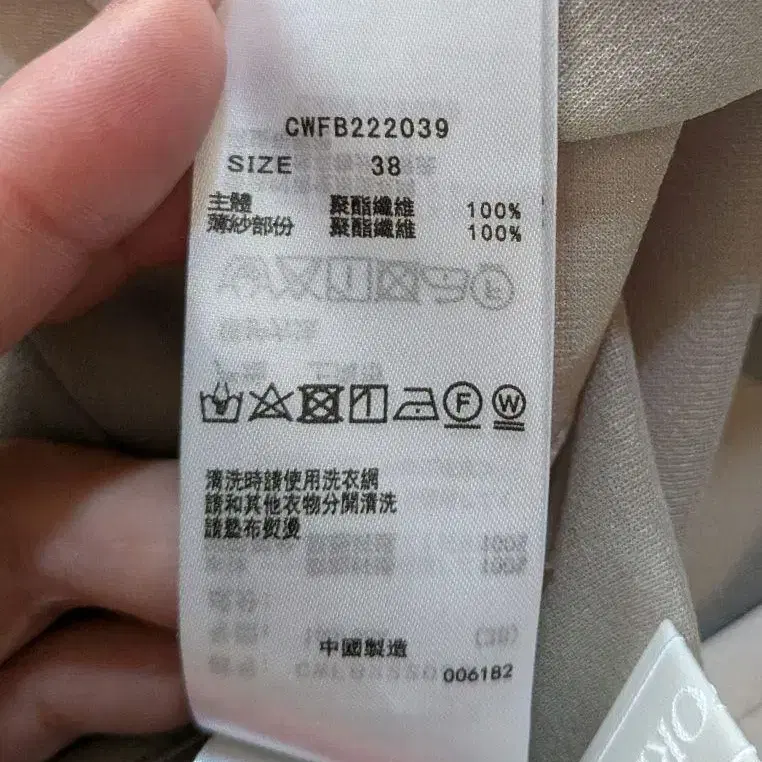 CWFB222039
SIZE 38
主體 聚酯纖維 100%
薄紗部份 聚酯纖維 100%
F W
清洗時請使用洗衣網
請和其他衣物分開清洗
請墊布熨燙
中國製造
006182